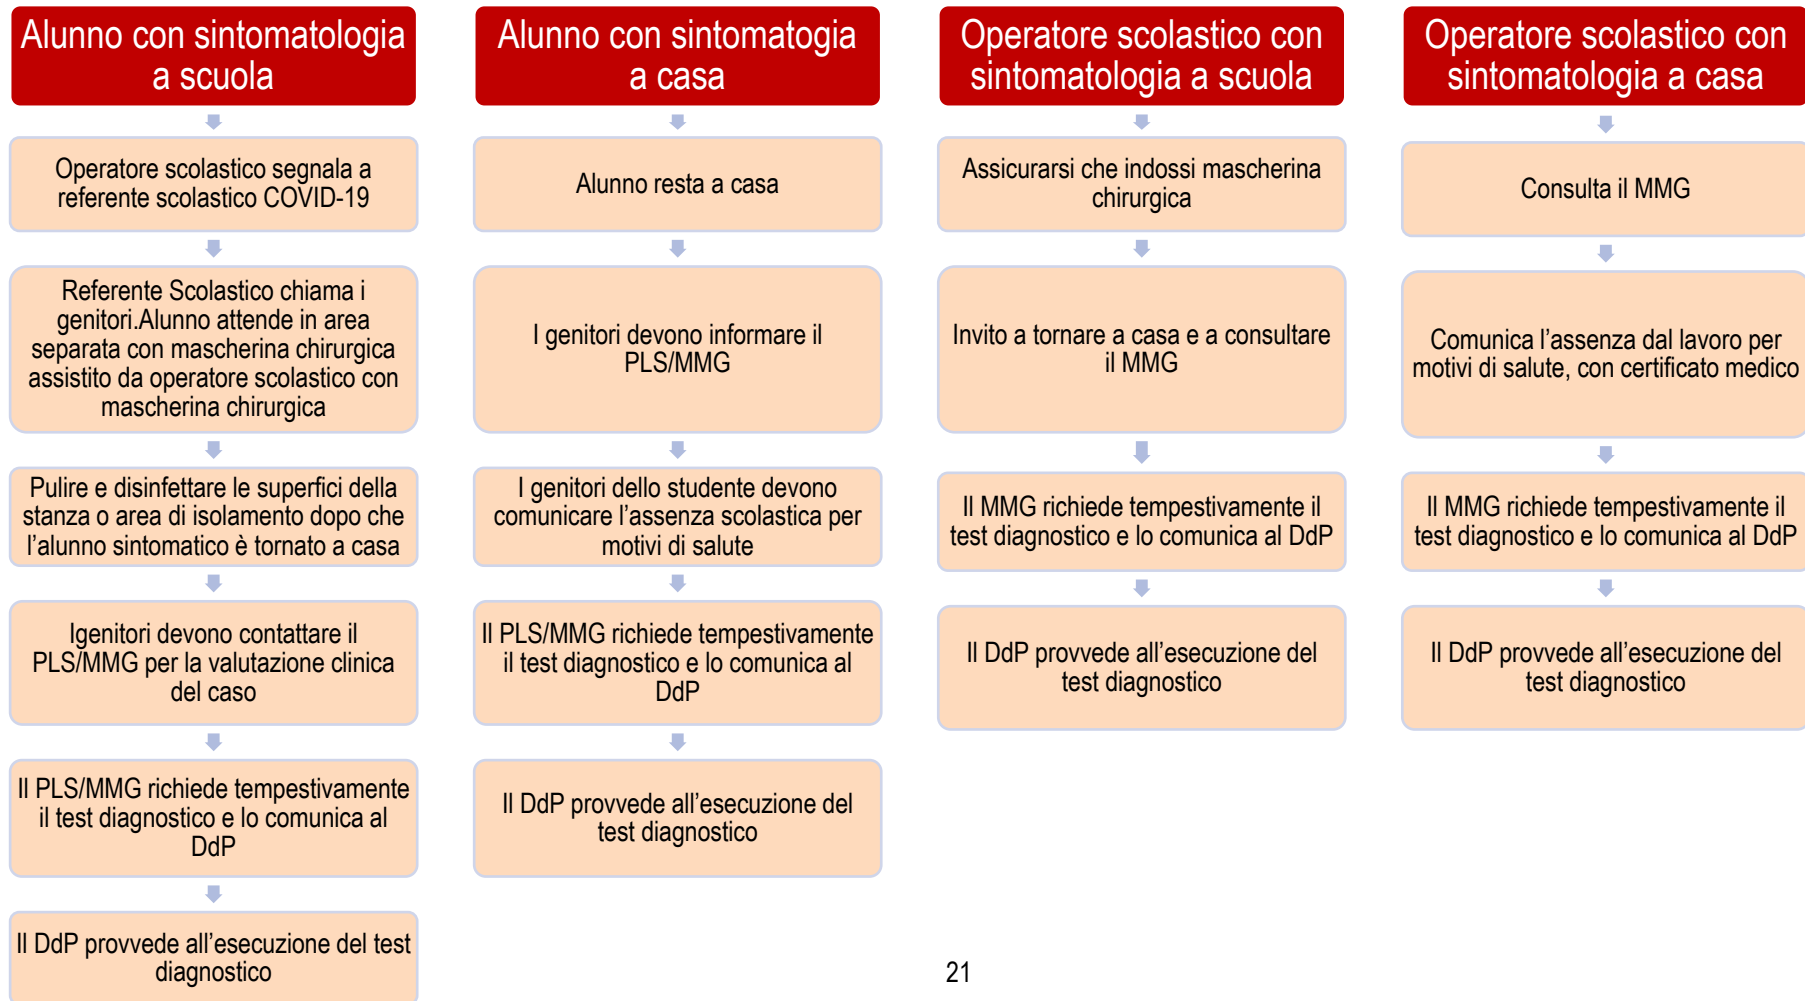 Alunno con sintomatologia
a scuola
Operatore scolastico segnala a
referente scolastico COVID-19
Referente Scolastico chiama i
genitori.Alunno attende in area
separata con mascherina chirurgica
assistito da operatore scolastico con
mascherina chirurgica
Pulire e disinfettare le superfici della
stanza o area di isolamento dopo che
l’alunno sintomatico è tornato a casa
Igenitori devono contattare il
PLS/MMG per la valutazione clinica
del caso
Il PLS/MMG richiede tempestivamente
il test diagnostico e lo comunica al
DdP
Il DdP provvede all’esecuzione del test
diagnostico
Alunno con sintomatogia
a casa
Alunno resta a casa
I genitori devono informare il
PLS/MMG
I genitori dello studente devono
comunicare l’assenza scolastica per
motivi di salute
Il PLS/MMG richiede tempestivamente
il test diagnostico e lo comunica al
DdP
Il DdP provvede all’esecuzione del
test diagnostico
Operatore scolastico con
sintomatologia a scuola
Assicurarsi che indossi mascherina
chirurgica
Invito a tornare a casa e a consultare
il MMG
Il MMG richiede tempestivamente il
test diagnostico e lo comunica al DdP
Il DdP provvede all’esecuzione del
test diagnostico
Operatore scolastico con
sintomatologia a casa
Consulta il MMG
Comunica l’assenza dal lavoro per
motivi di salute, con certificato medico
Il MMG richiede tempestivamente il
test diagnostico e lo comunica al DdP
Il DdP provvede all’esecuzione del
test diagnostico
21